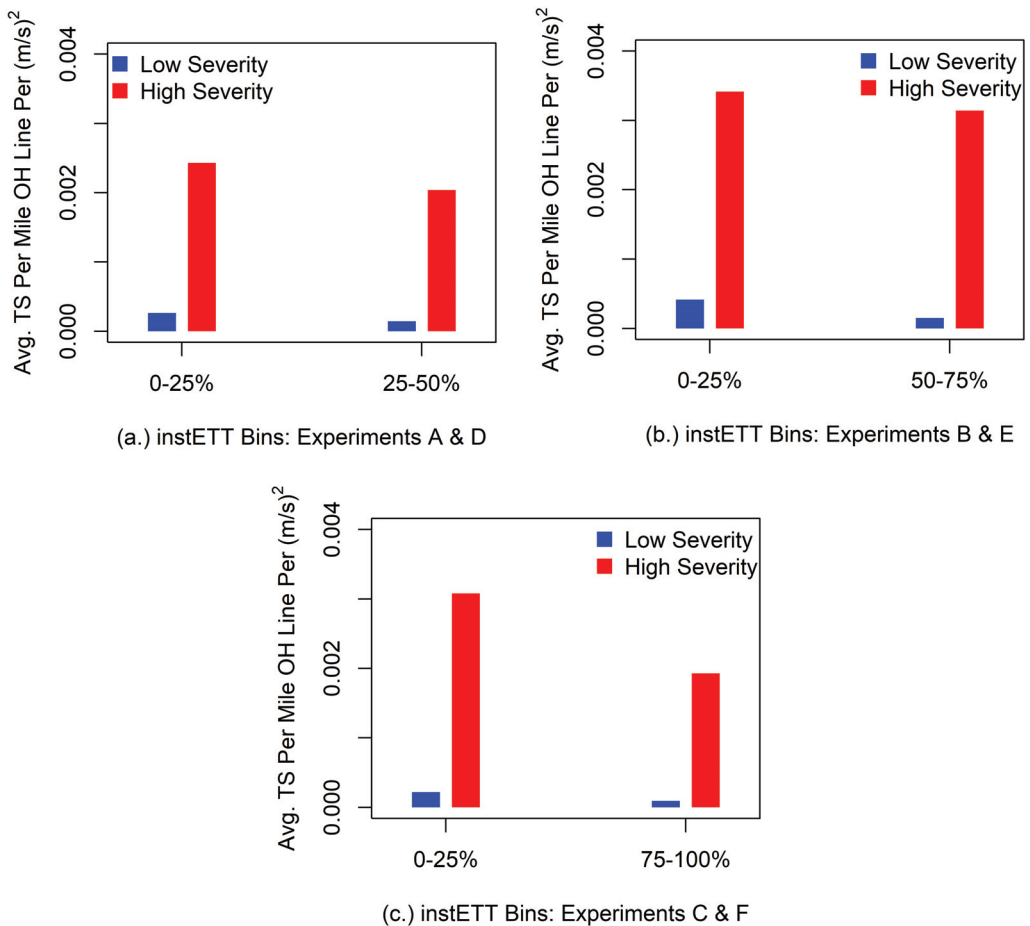 Avg. TS Per Mile OH Line Per (m/s)²
0.004
0.002
0.000
Low Severity
High Severity
0-25%
25-50%
(a.) instETT Bins: Experiments A & D
Avg. TS Per Mile OH Line Per (m/s)²
0.004
0.002
0.000
Low Severity
High Severity
0-25%
50-75%
(b.) instETT Bins: Experiments B & E
Avg. TS Per Mile OH Line Per (m/s)²
0.004
0.002
0.000
Low Severity
High Severity
0-25%
75-100%
(c.) instETT Bins: Experiments C & F